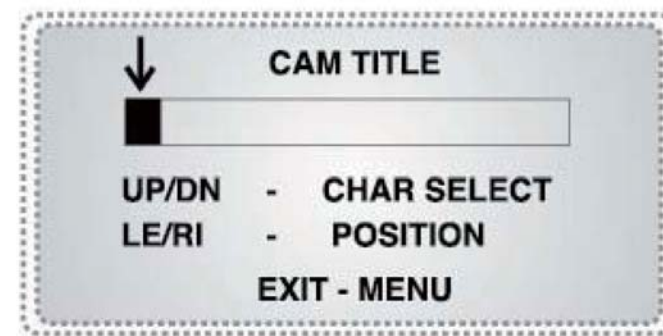 CAM TITLE
UP/DN - CHAR SELECT
LE/RI - POSITION
EXIT - MENU